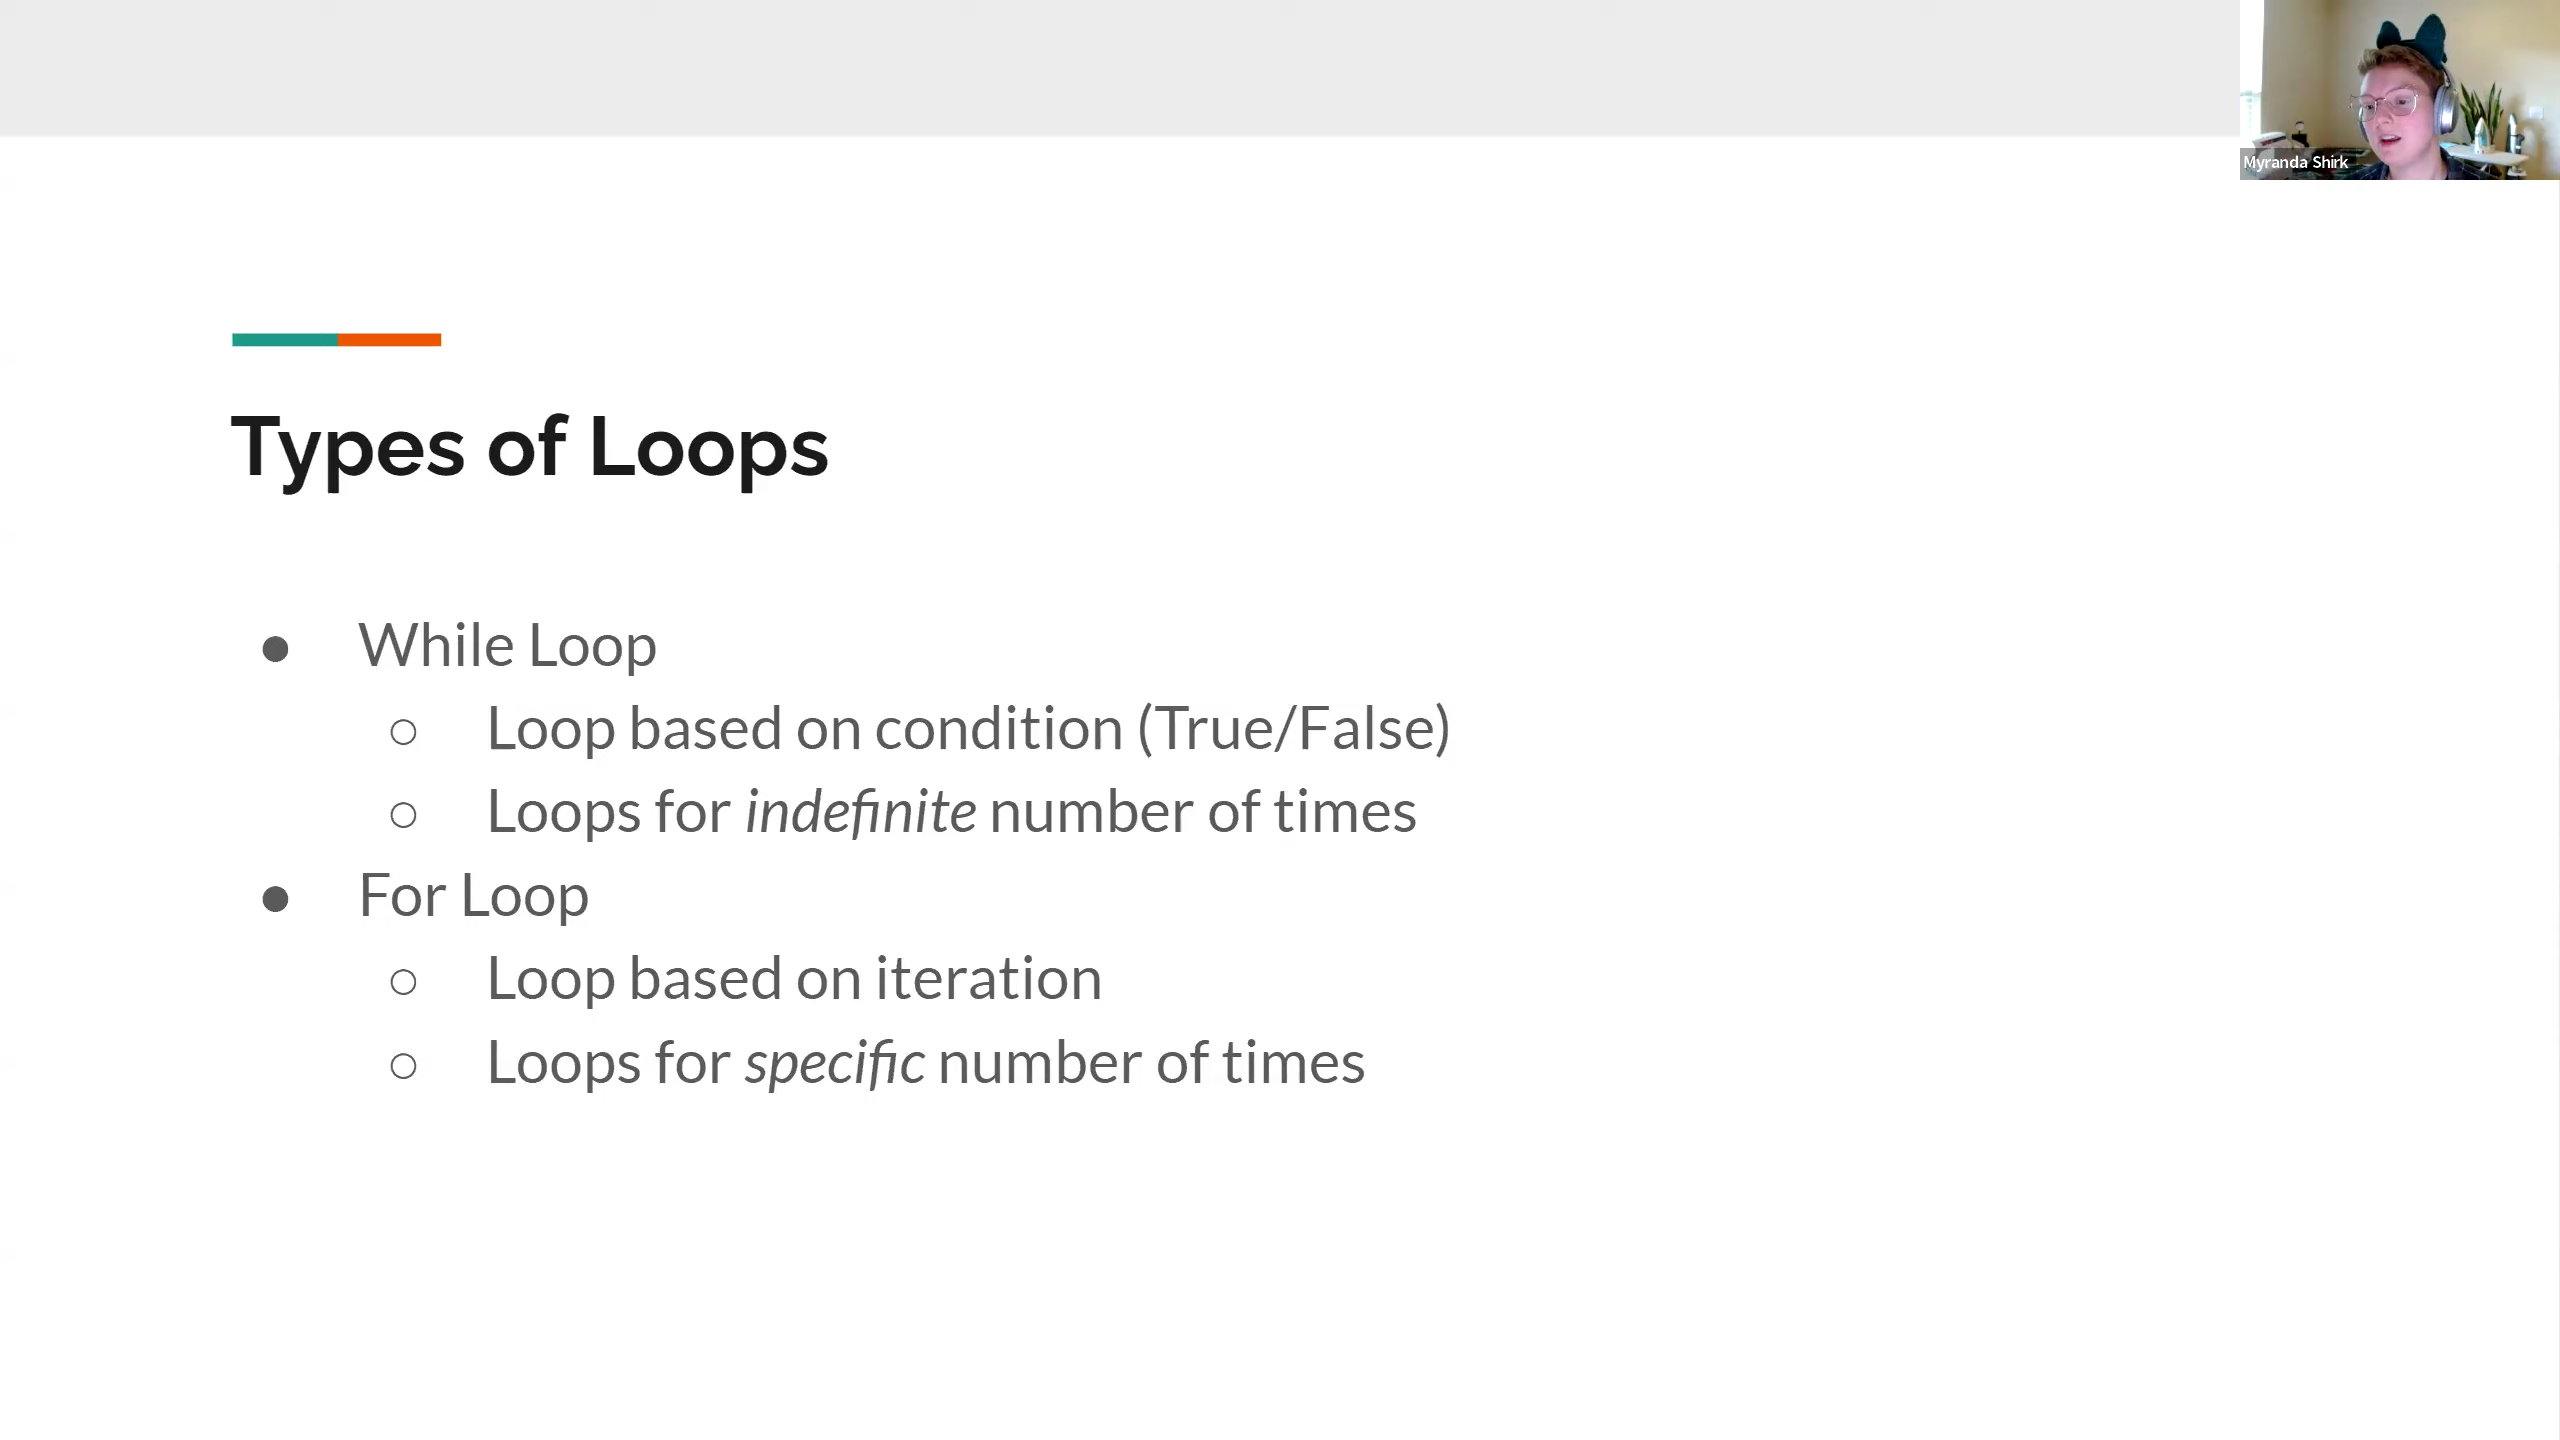 Myranda Shirk
Types of Loops
● While Loop
○ Loop based on condition (True/False)
○ Loops for indefinite number of times
● For Loop
○ Loop based on iteration
○ Loops for specific number of times